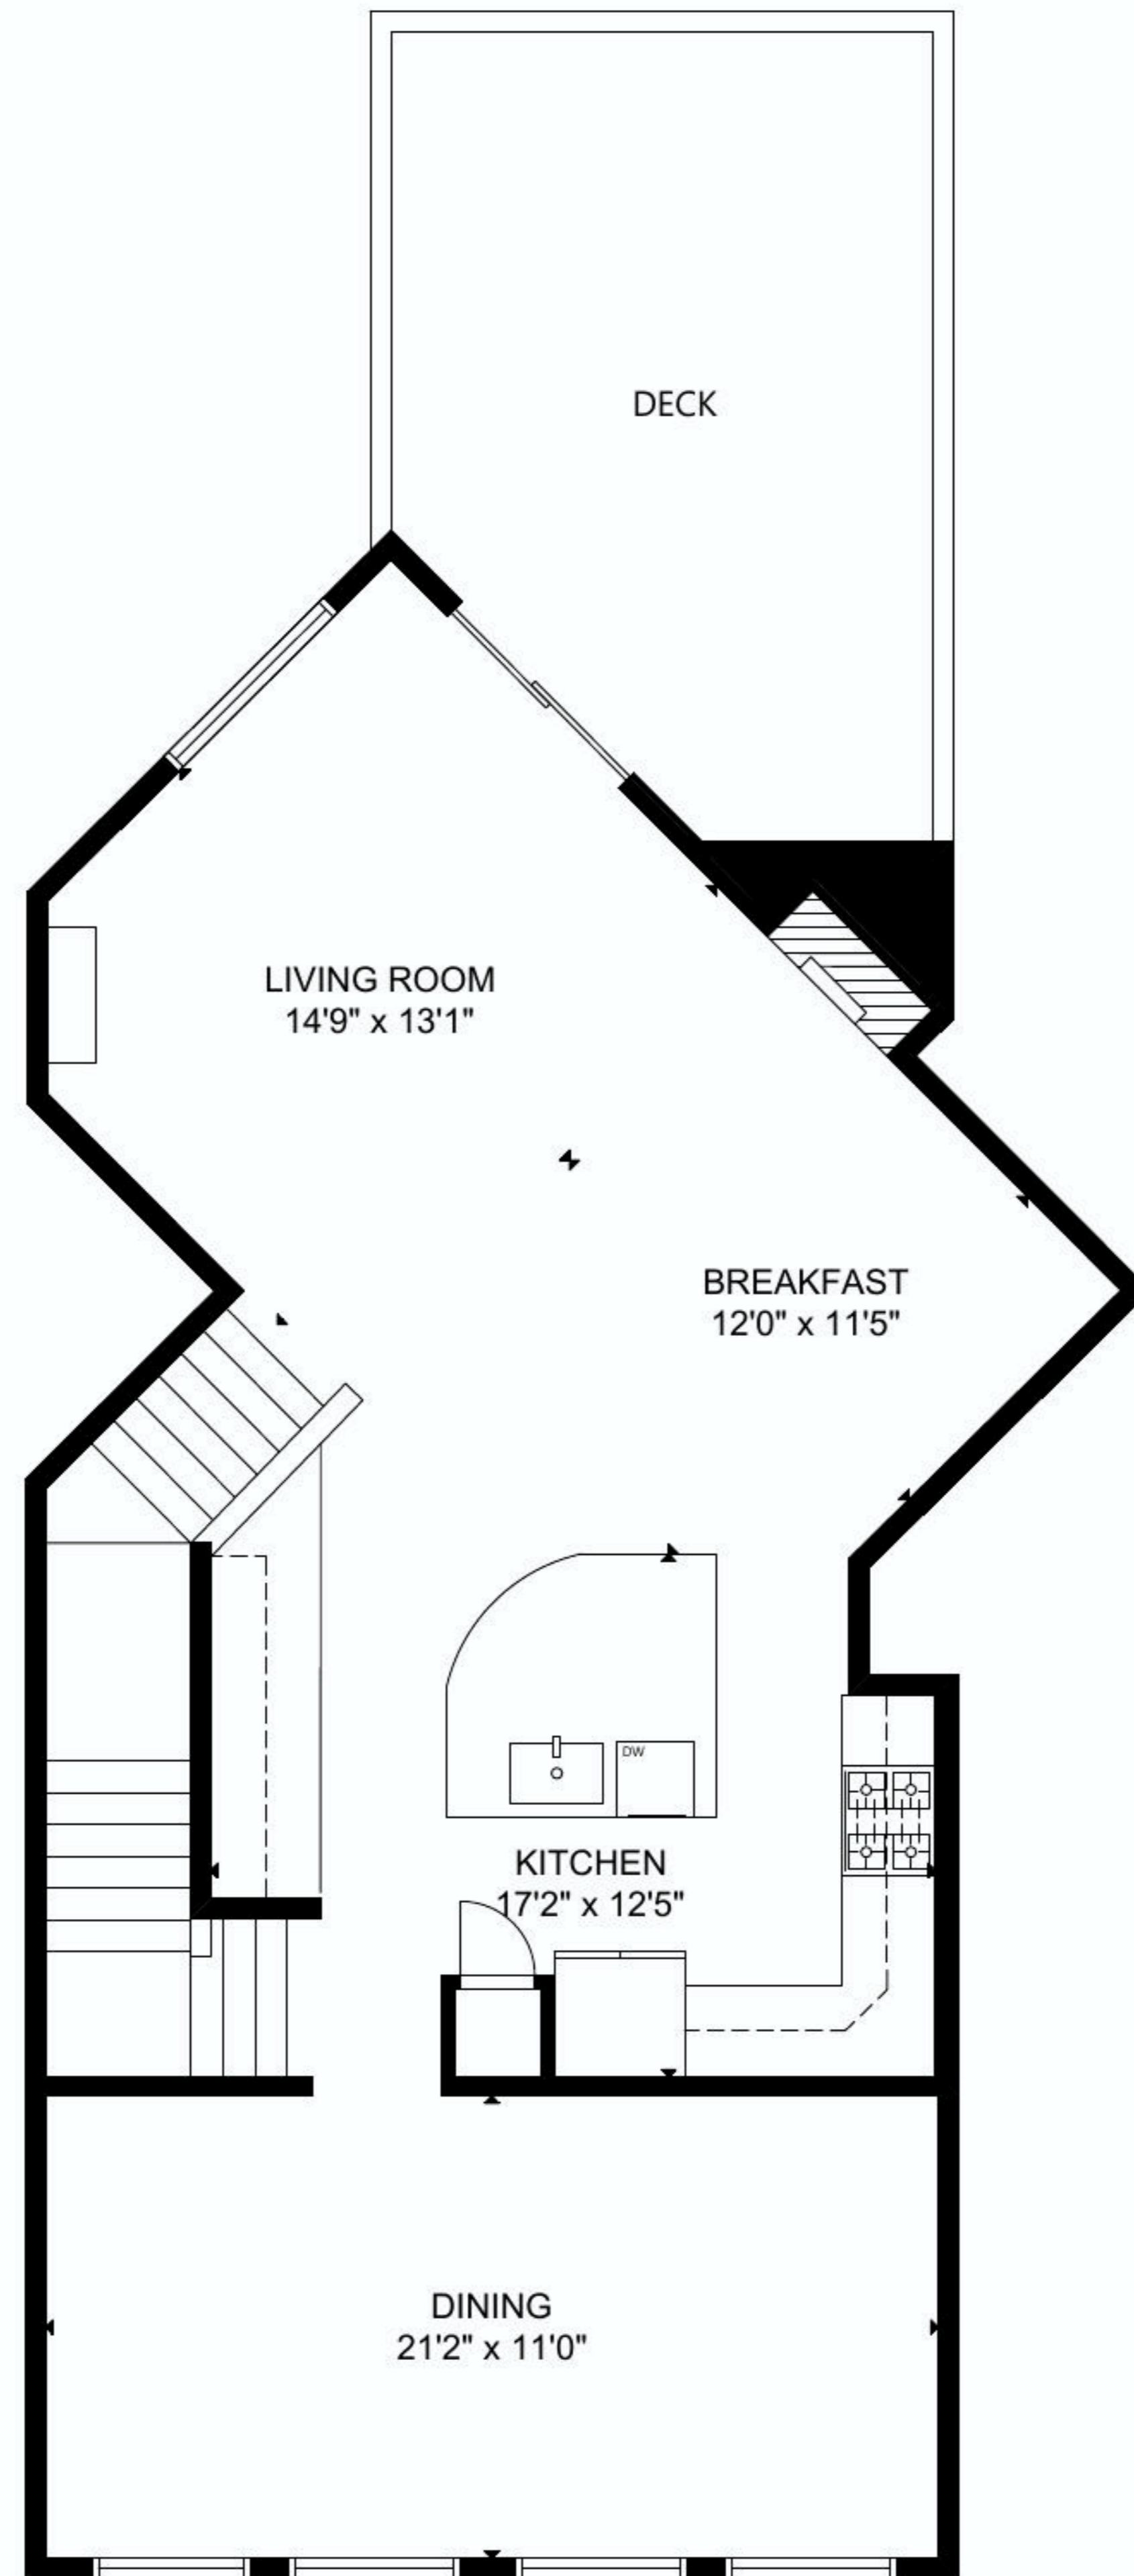 DECK
LIVING ROOM
14'9" x 13'1"
BREAKFAST
12'0" x 11'5"
DW
KITCHEN
17'2" x 12'5"
DINING
21'2" x 11'0"